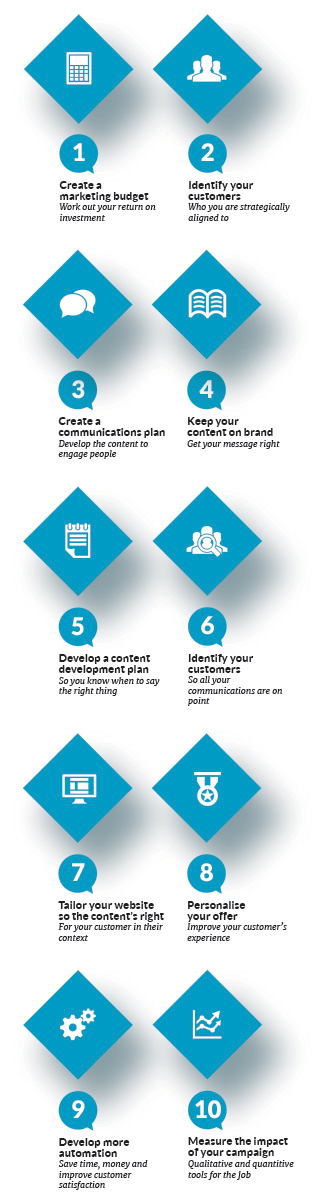 1
Create a
marketing budget
Work out your return on
investment
2
Identify your
customers
Who you are strategically
aligned to
3
Create a
communications plan
Develop the content to
engage people
4
Keep your
content on brand
Get your message right
5
Develop a content
development plan
So you know when to say
the right thing
6
Identify your
customers
So all your
communications are on
point
7
Tailor your website
so the content's right
For your customer in their
context
8
Personalise
your offer
Improve your customer's
experience
9
Develop more
automation
Save time, money and
improve customer
satisfaction
10
Measure the impact
of your campaign
Qualitative and quantitive
tools for the Job